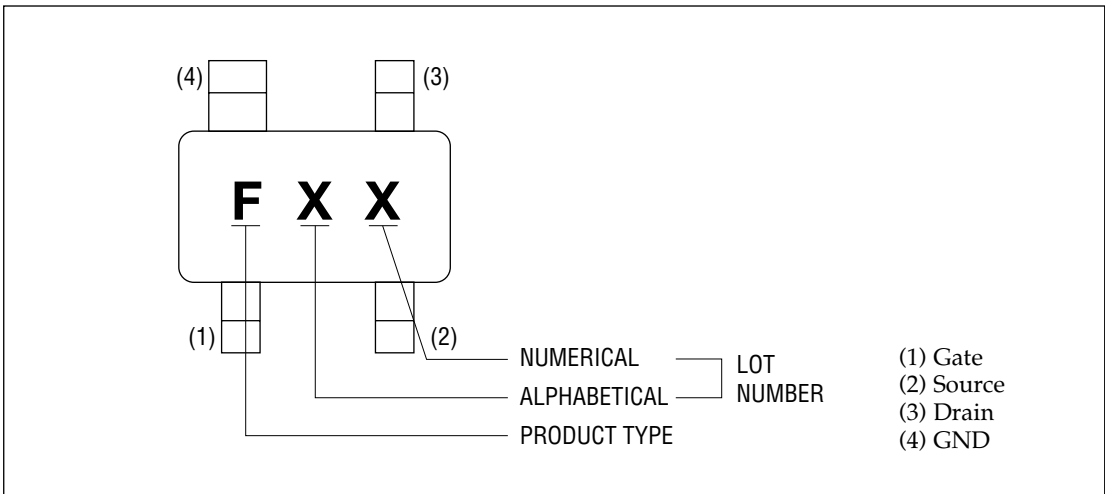 (4)
(3)
F X X
(1)
(2)
NUMERICAL
ALPHABETICAL
PRODUCT TYPE
LOT
NUMBER
(1) Gate
(2) Source
(3) Drain
(4) GND